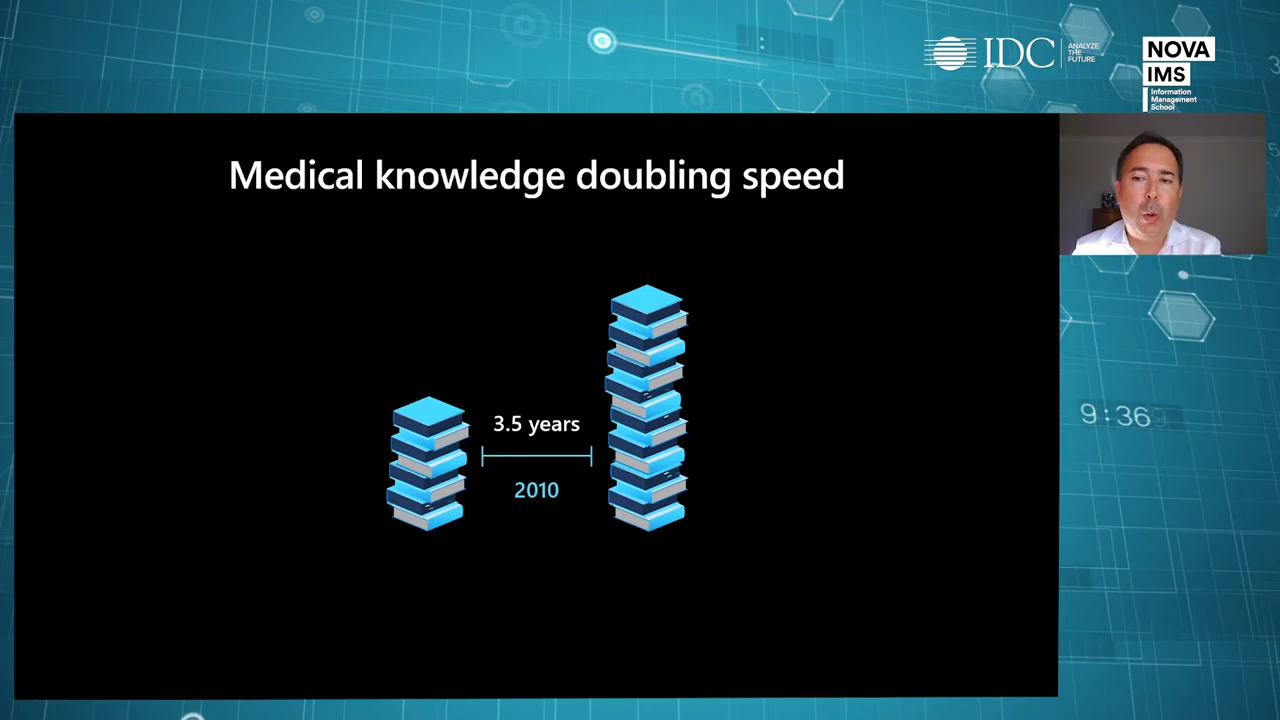 IDC
ANALYZE
THE
FUTURE
NOVA
IMS
Information
Management
School
Medical knowledge doubling speed
3.5 years
2010
9:36